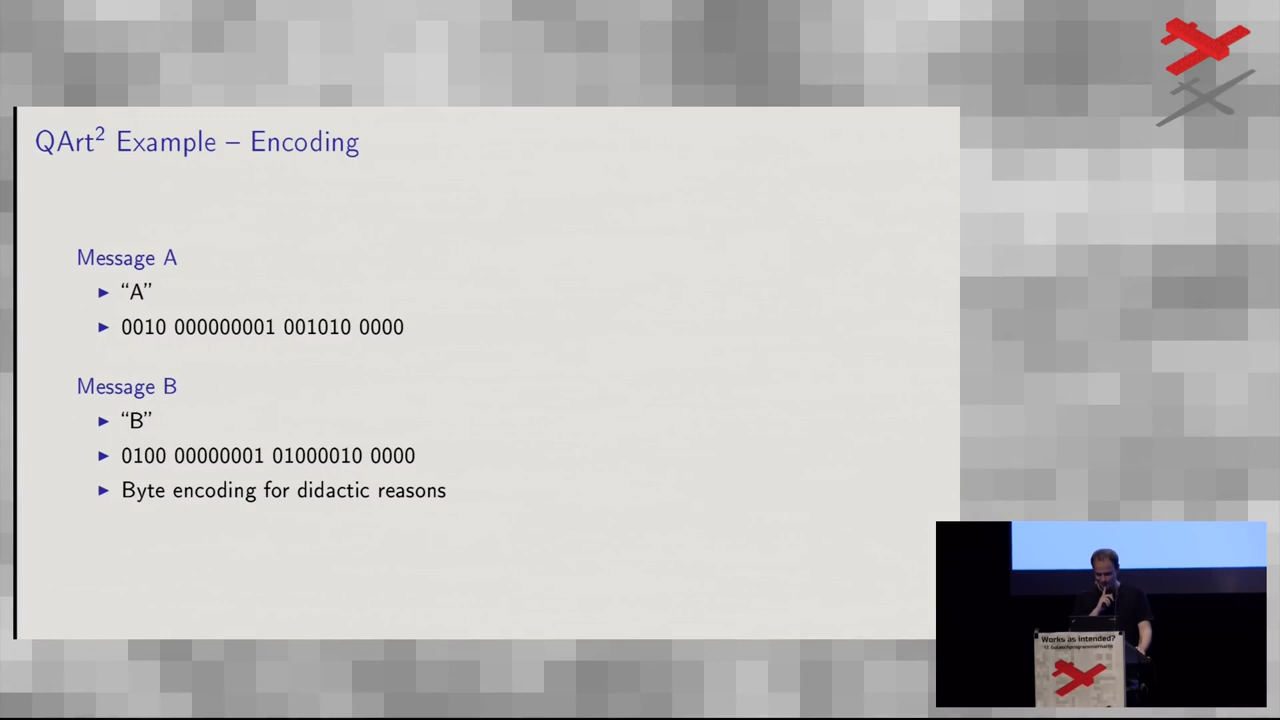 QArt² Example – Encoding
Message A
▶ “A”
▶ 0010 000000001 001010 0000
Message B
▶ “B”
▶ 0100 00000001 01000010 0000
▶ Byte encoding for didactic reasons
Works as intended?